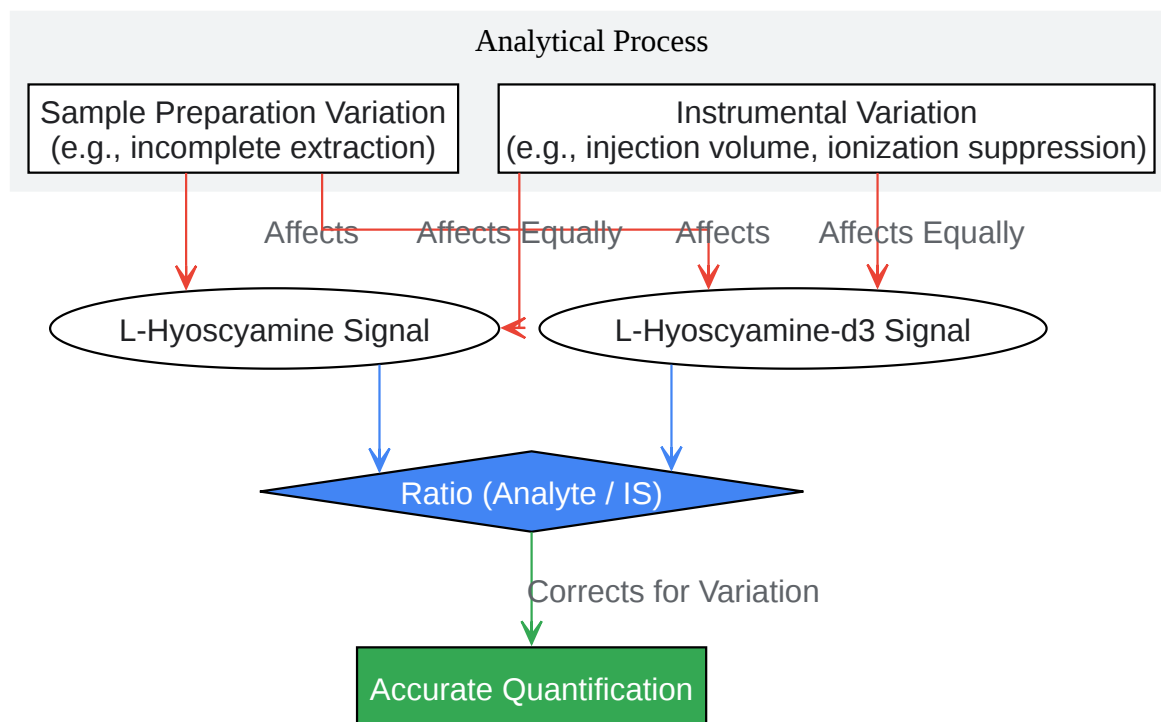 Analytical Process
Sample Preparation Variation
(e.g., incomplete extraction)
Instrumental Variation
(e.g., injection volume, ionization suppression)
Affects
Affects Equally
Affects
Affects Equally
L-Hyoscyamine Signal
L-Hyoscyamine-d3 Signal
Ratio (Analyte / IS)
Corrects for Variation
Accurate Quantification